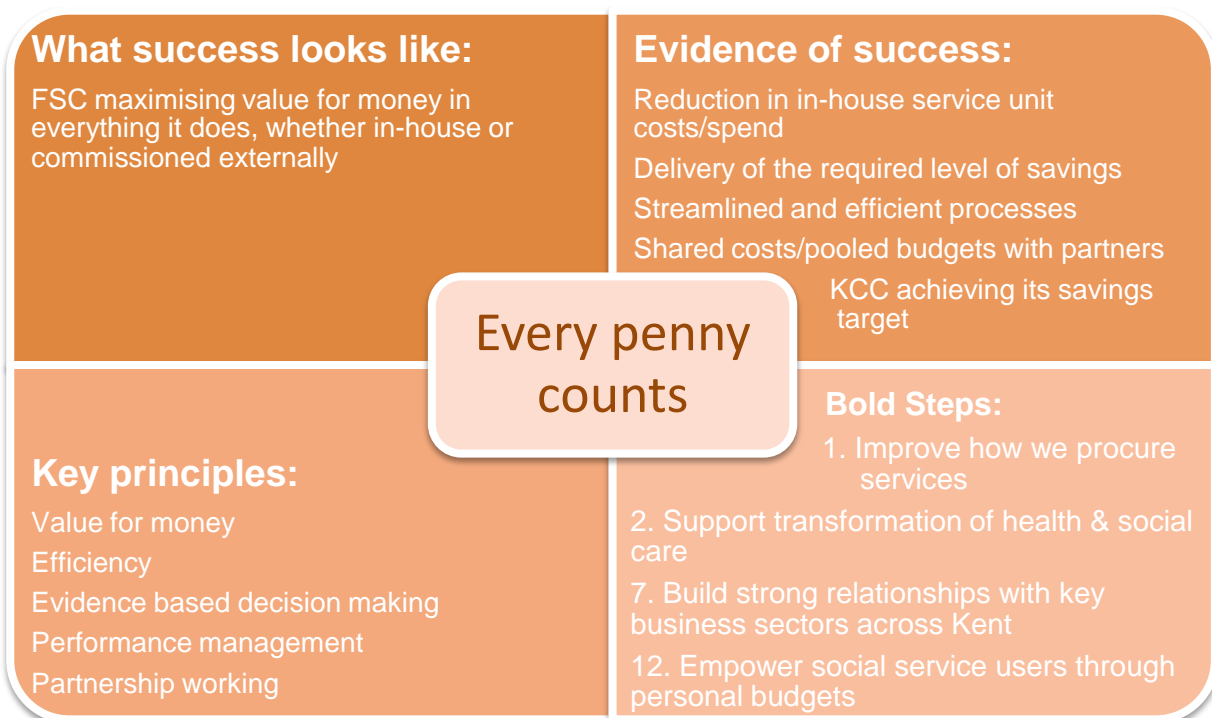 What success looks like:
FSC maximising value for money in
everything it does, whether in-house or
commissioned externally
Evidence of success:
Reduction in in-house service unit
costs/spend
Delivery of the required level of savings
Streamlined and efficient processes
Shared costs/pooled budgets with partners
KCC achieving its savings
target
Every penny
counts
Key principles:
Value for money
Efficiency
Evidence based decision making
Performance management
Partnership working
Bold Steps:
1. Improve how we procure
services
2. Support transformation of health & social
care
7. Build strong relationships with key
business sectors across Kent
12. Empower social service users through
personal budgets